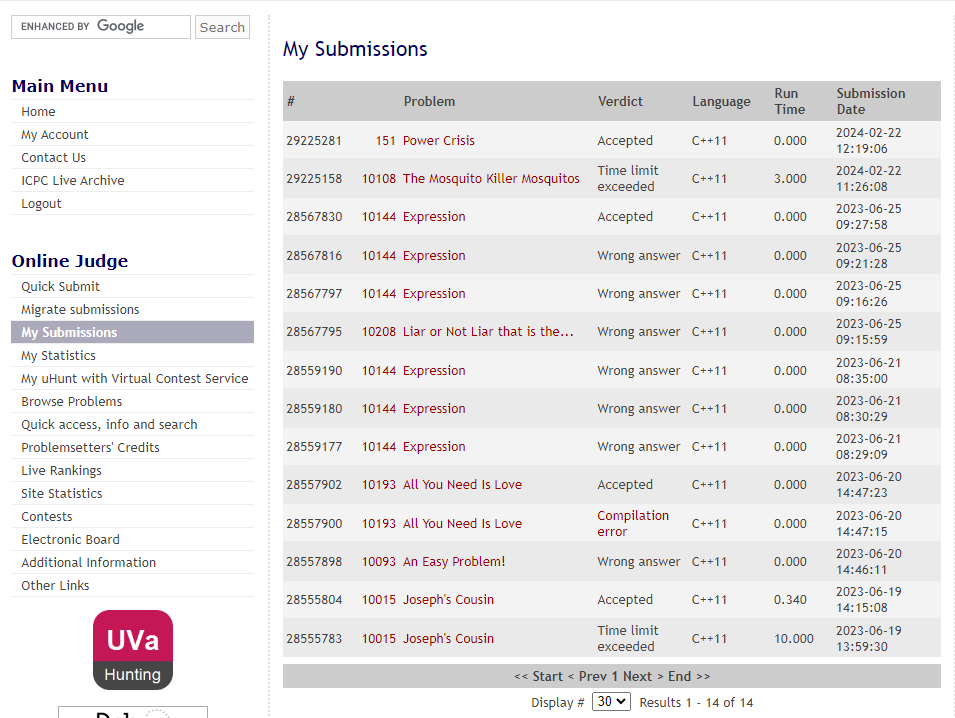 ENHANCED BY Google Search
Main Menu
Home
My Account
Contact Us
ICPC Live Archive
Logout
Online Judge
Quick Submit
Migrate submissions
My Submissions
My Statistics
My uHunt with Virtual Contest Service
Browse Problems
Quick access, info and search
Problemsetters' Credits
Live Rankings
Site Statistics
Contests
Electronic Board
Additional Information
Other Links
UVa
Hunting
My Submissions
# Problem Verdict Language Run Time Submission Date
29225281 151 Power Crisis Accepted C++11 0.000 2024-02-22 12:19:06
29225158 10108 The Mosquito Killer Mosquitos Time limit exceeded C++11 3.000 2024-02-22 11:26:08
28567830 10144 Expression Accepted C++11 0.000 2023-06-25 09:27:58
28567816 10144 Expression Wrong answer C++11 0.000 2023-06-25 09:21:28
28567797 10144 Expression Wrong answer C++11 0.000 2023-06-25 09:16:26
28567795 10208 Liar or Not Liar that is the... Wrong answer C++11 0.000 2023-06-25 09:15:59
28559190 10144 Expression Wrong answer C++11 0.000 2023-06-21 08:35:00
28559180 10144 Expression Wrong answer C++11 0.000 2023-06-21 08:30:29
28559177 10144 Expression Wrong answer C++11 0.000 2023-06-21 08:29:09
28557902 10193 All You Need Is Love Accepted C++11 0.000 2023-06-20 14:47:23
28557900 10193 All You Need Is Love Compilation error C++11 0.000 2023-06-20 14:47:15
28557898 10093 An Easy Problem! Wrong answer C++11 0.000 2023-06-20 14:46:11
28555804 10015 Joseph's Cousin Accepted C++11 0.340 2023-06-19 14:15:08
28555783 10015 Joseph's Cousin Time limit exceeded C++11 10.000 2023-06-19 13:59:30
<< Start < Prev 1 Next > End >>
Display # 30 Results 1 - 14 of 14